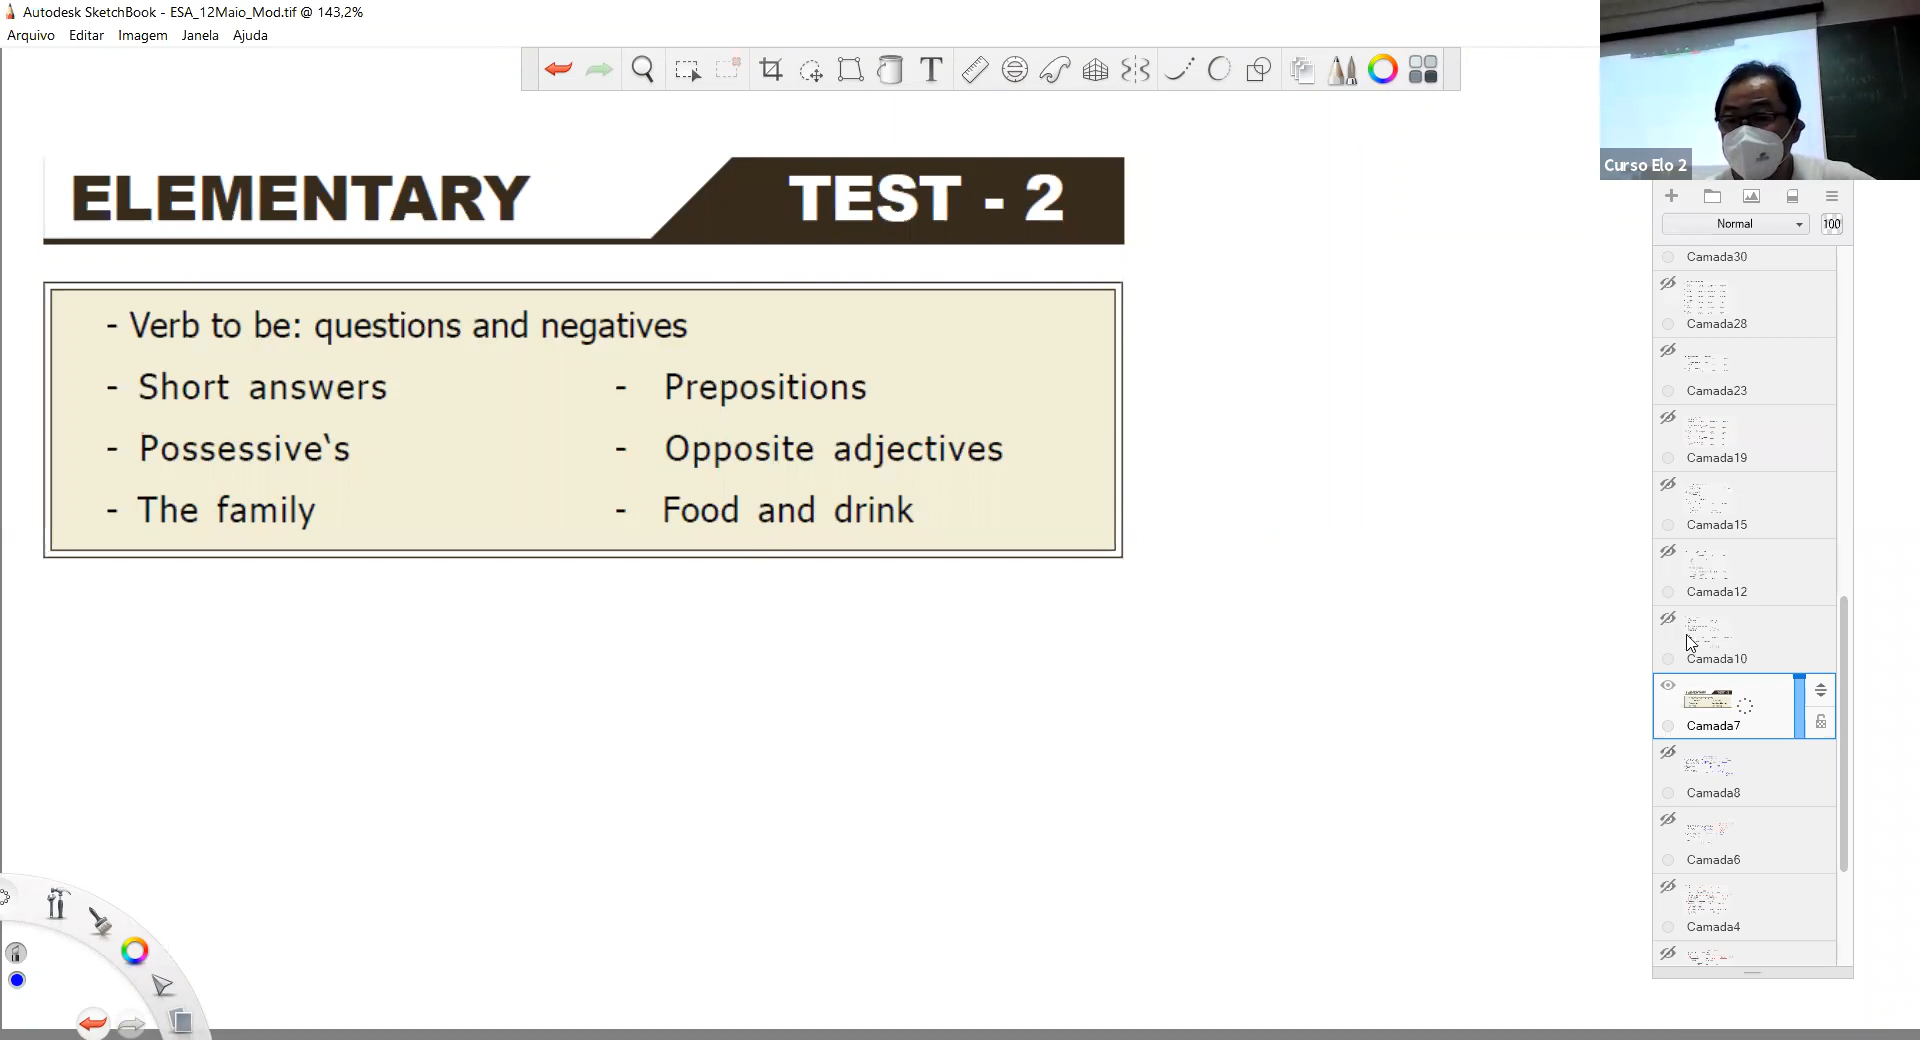 Autodesk SketchBook - ESA_12Maio_Mod.tif @ 143,2%
Arquivo Editar Imagem Janela Ajuda
Curso Elo 2
ELEMENTARY TEST - 2
- Verb to be: questions and negatives
- Short answers - Prepositions
- Possessive‛s - Opposite adjectives
- The family - Food and drink
Normal 100
Camada30
Camada28
Camada23
Camada19
Camada15
Camada12
Camada10
Camada7
Camada8
Camada6
Camada4